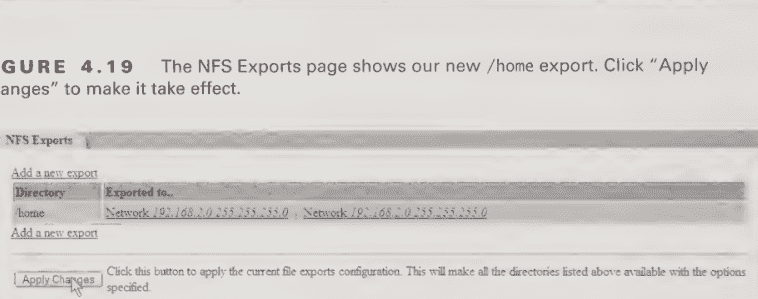 GURE 4.19 The NFS Exports page shows our new /home export. Click "Apply
anges" to make it take effect.
NFS Exports
Add a new export
Directory Exported to..
/home Network 192.168.2.0 255.255.255.0 , Network 192.168.2.0 255.255.255.0
Add a new export
Apply Changes Click this button to apply the current file exports configuration. This will make all the directories listed above available with the options
specified.